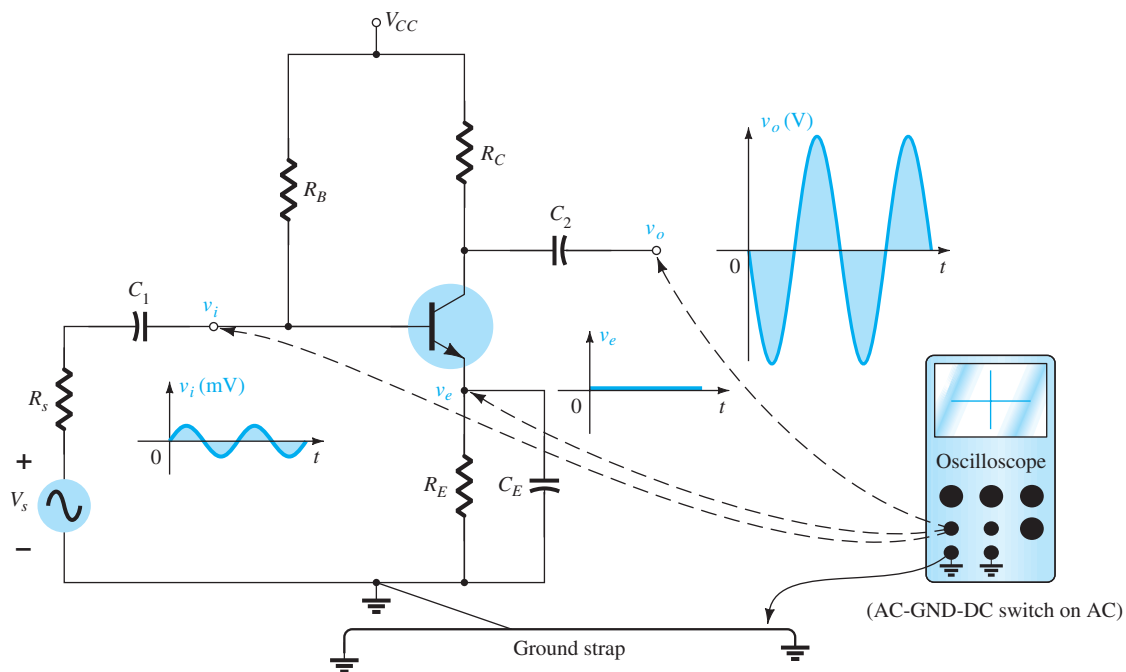 V_CC
R_C
R_B
C_2
v_o
v_o (V)
0
t
C_1
v_i
v_e
0
t
R_s
v_i (mV)
0
t
v_e
+
V_s
−
R_E
C_E
Oscilloscope
(AC-GND-DC switch on AC)
Ground strap